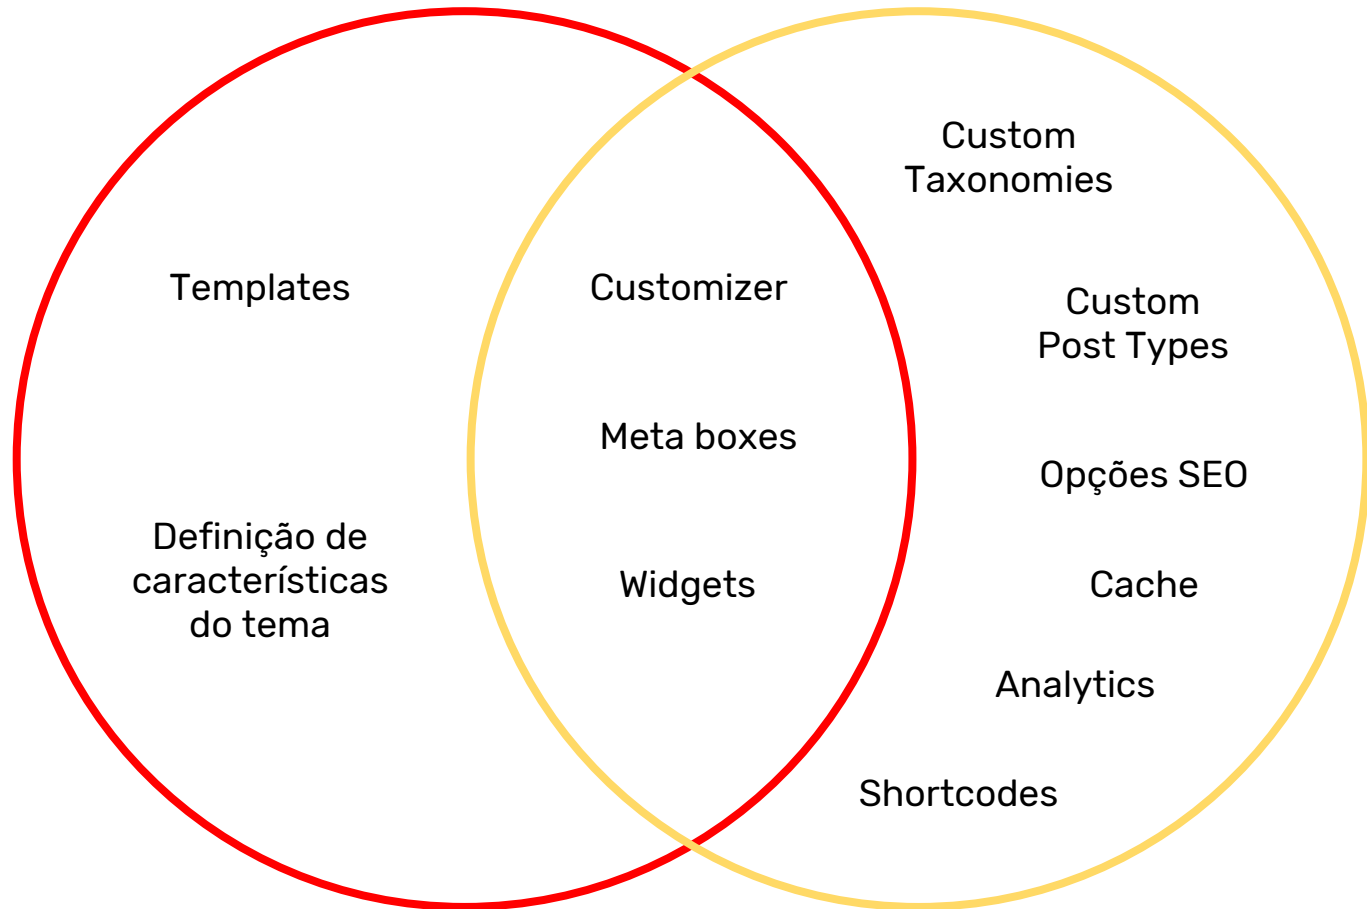 Templates
Definição de
características
do tema
Customizer
Meta boxes
Widgets
Custom
Taxonomies
Custom
Post Types
Opções SEO
Cache
Analytics
Shortcodes